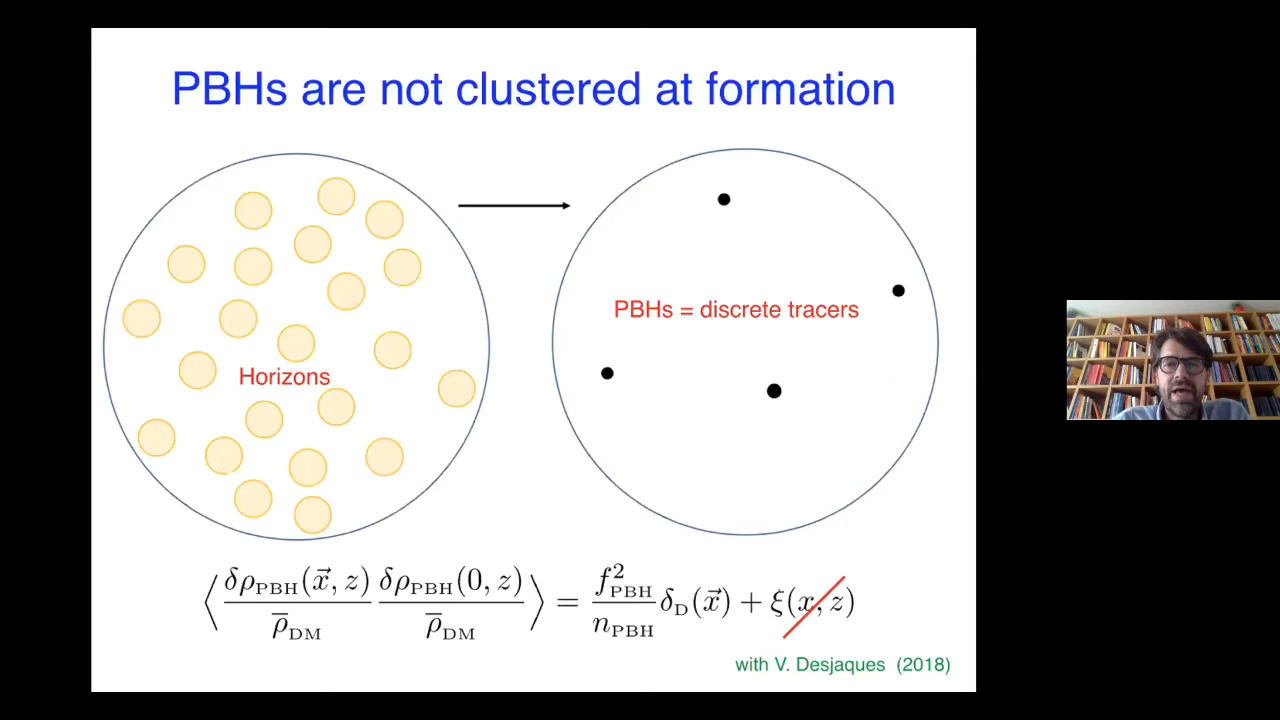 PBHs are not clustered at formation
PBHs = discrete tracers
Horizons
⟨ δρ_PBH(x⃗, z)/ρ̅_DM δρ_PBH(0, z)/ρ̅_DM ⟩ = f²_PBH/n_PBH δ_D(x⃗) + ξ(x, z)
with V. Desjaques (2018)